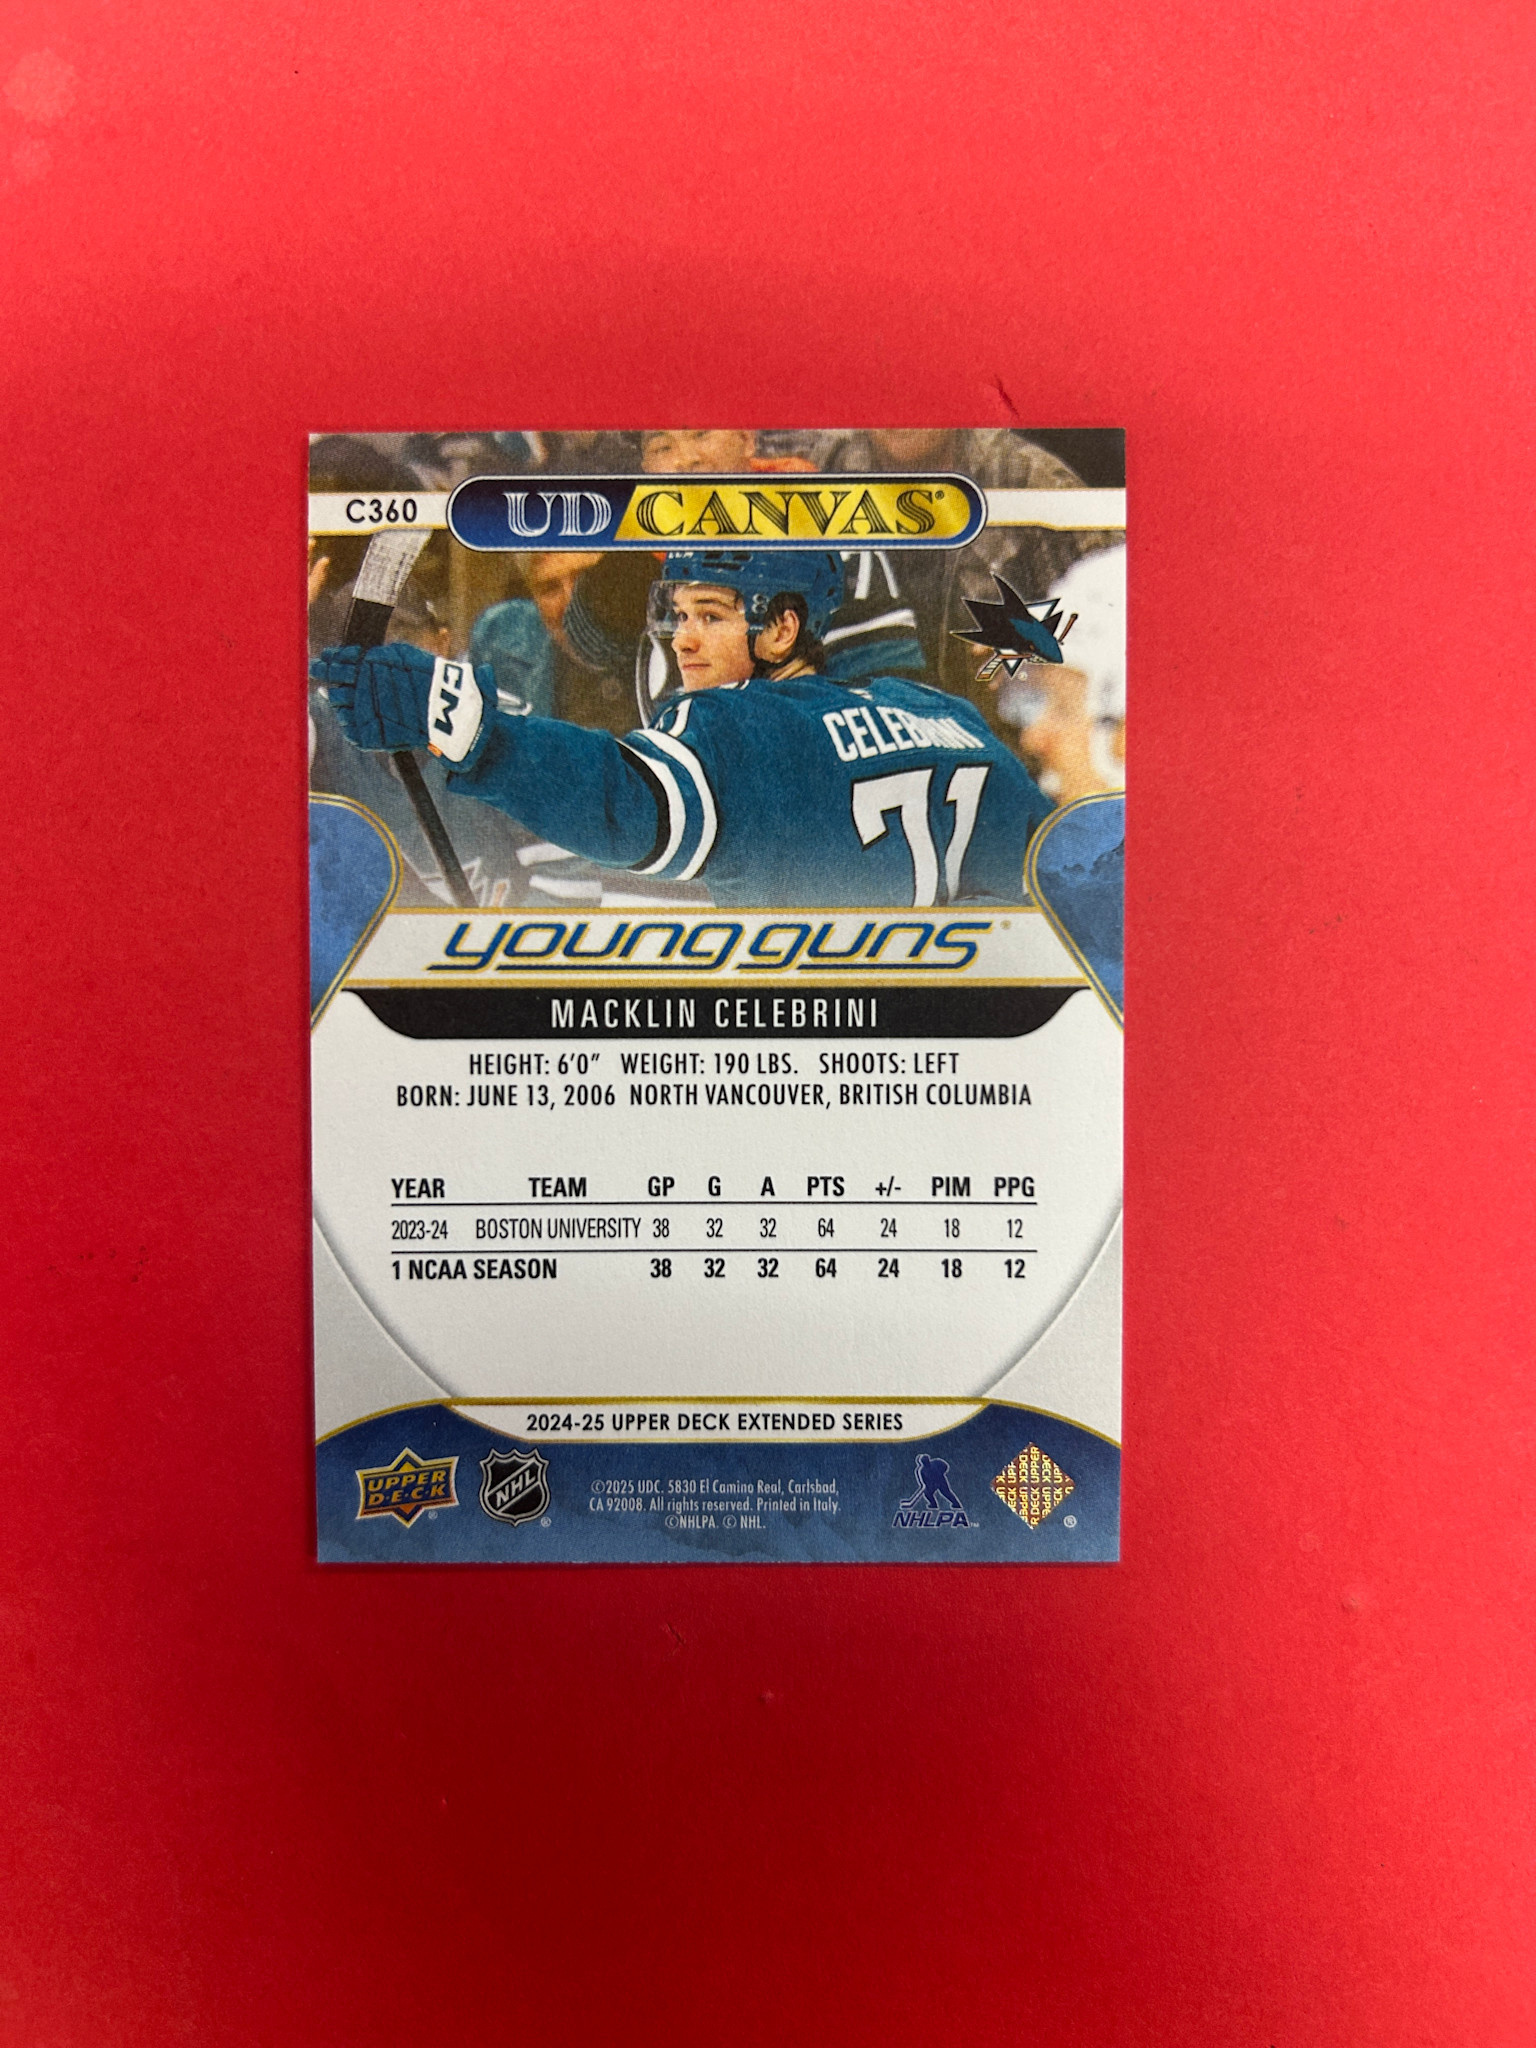 C360
UD CANVAS®
CCM
71
CELEBRINI
71
young guns®
MACKLIN CELEBRINI
HEIGHT: 6'0" WEIGHT: 190 LBS. SHOOTS: LEFT
BORN: JUNE 13, 2006 NORTH VANCOUVER, BRITISH COLUMBIA
YEAR TEAM GP G A PTS +/- PIM PPG
2023-24 BOSTON UNIVERSITY 38 32 32 64 24 18 12
1 NCAA SEASON 38 32 32 64 24 18 12
2024-25 UPPER DECK EXTENDED SERIES
UPPER
D·E·C·K
®
NHL
®
©2025 UDC. 5830 El Camino Real, Carlsbad,
CA 92008. All rights reserved. Printed in Italy.
©NHLPA. © NHL.
NHLPA™
UPPER DECK
®